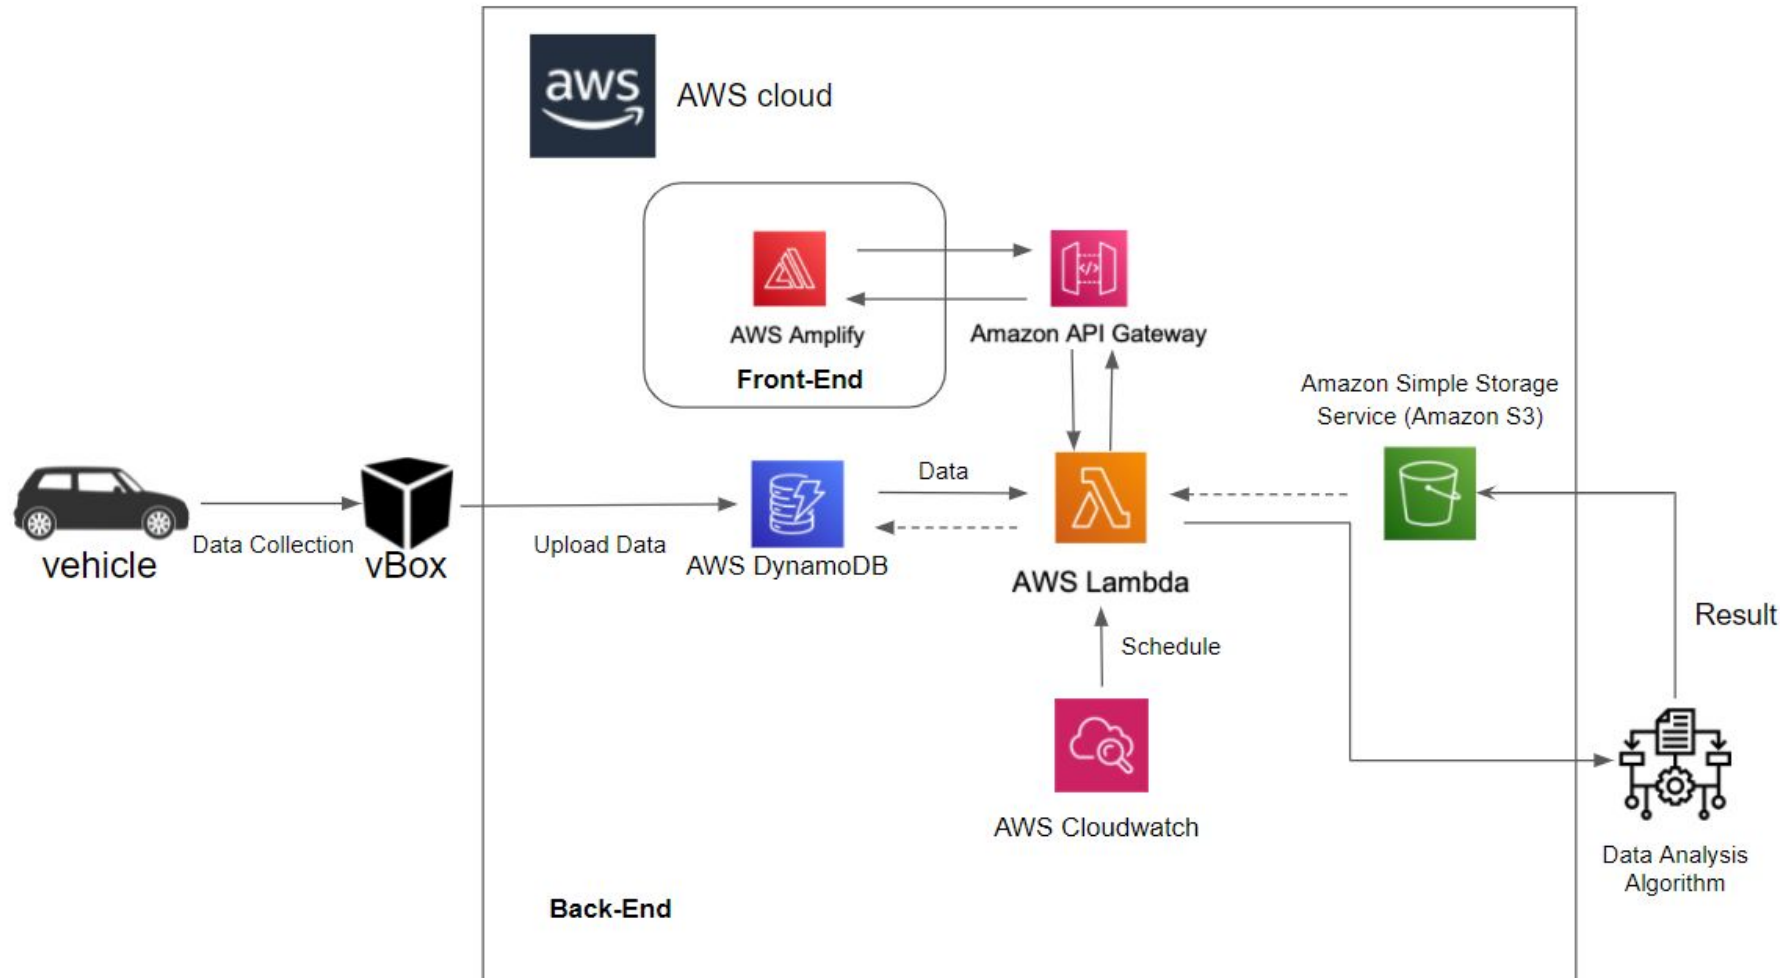 aws
AWS cloud
</>
AWS Amplify
Amazon API Gateway
Front-End
Amazon Simple Storage
Service (Amazon S3)
Data
vehicle
Data Collection
vBox
Upload Data
AWS DynamoDB
AWS Lambda
Schedule
Result
AWS Cloudwatch
Data Analysis
Algorithm
Back-End